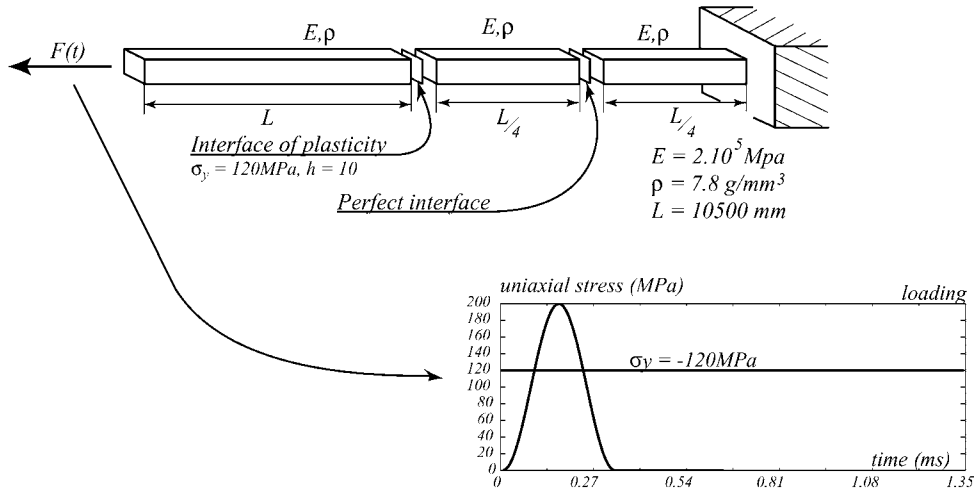 E,ρ E,ρ E,ρ
F(t)
L L/4 L/4
Interface of plasticity
σy = 120MPa, h = 10
Perfect interface
E = 2.10^5 Mpa
ρ = 7.8 g/mm^3
L = 10500 mm
uniaxial stress (MPa) loading
200
180
160
140
120
100
80
60
40
20
0
σy = -120MPa
time (ms)
0 0.27 0.54 0.81 1.08 1.35